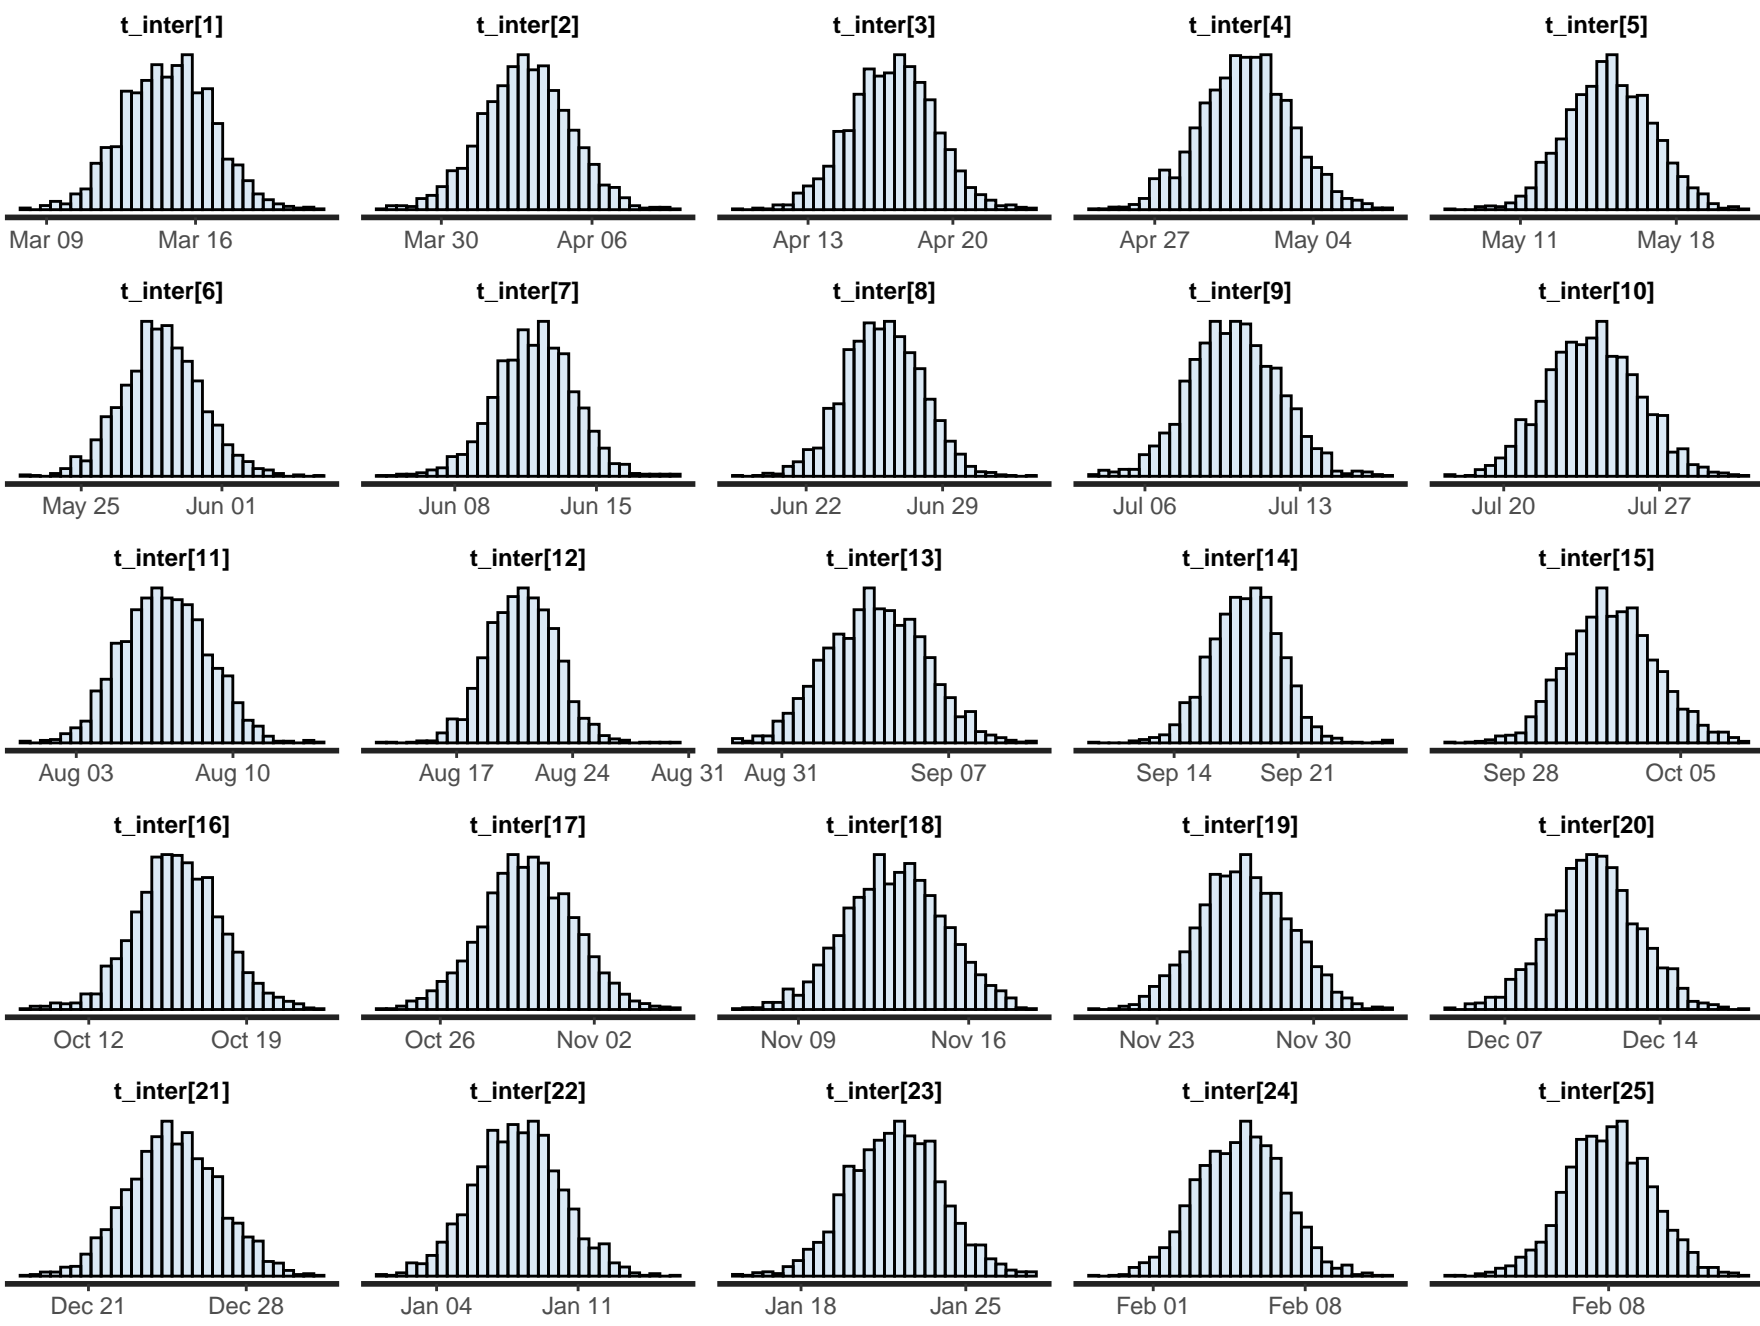 t_inter[1] t_inter[2] t_inter[3] t_inter[4] t_inter[5]
Mar 09 Mar 16 Mar 30 Apr 06 Apr 13 Apr 20 Apr 27 May 04 May 11 May 18
t_inter[6] t_inter[7] t_inter[8] t_inter[9] t_inter[10]
May 25 Jun 01 Jun 08 Jun 15 Jun 22 Jun 29 Jul 06 Jul 13 Jul 20 Jul 27
t_inter[11] t_inter[12] t_inter[13] t_inter[14] t_inter[15]
Aug 03 Aug 10 Aug 17 Aug 24 Aug 31 Aug 31 Sep 07 Sep 14 Sep 21 Sep 28 Oct 05
t_inter[16] t_inter[17] t_inter[18] t_inter[19] t_inter[20]
Oct 12 Oct 19 Oct 26 Nov 02 Nov 09 Nov 16 Nov 23 Nov 30 Dec 07 Dec 14
t_inter[21] t_inter[22] t_inter[23] t_inter[24] t_inter[25]
Dec 21 Dec 28 Jan 04 Jan 11 Jan 18 Jan 25 Feb 01 Feb 08 Feb 08